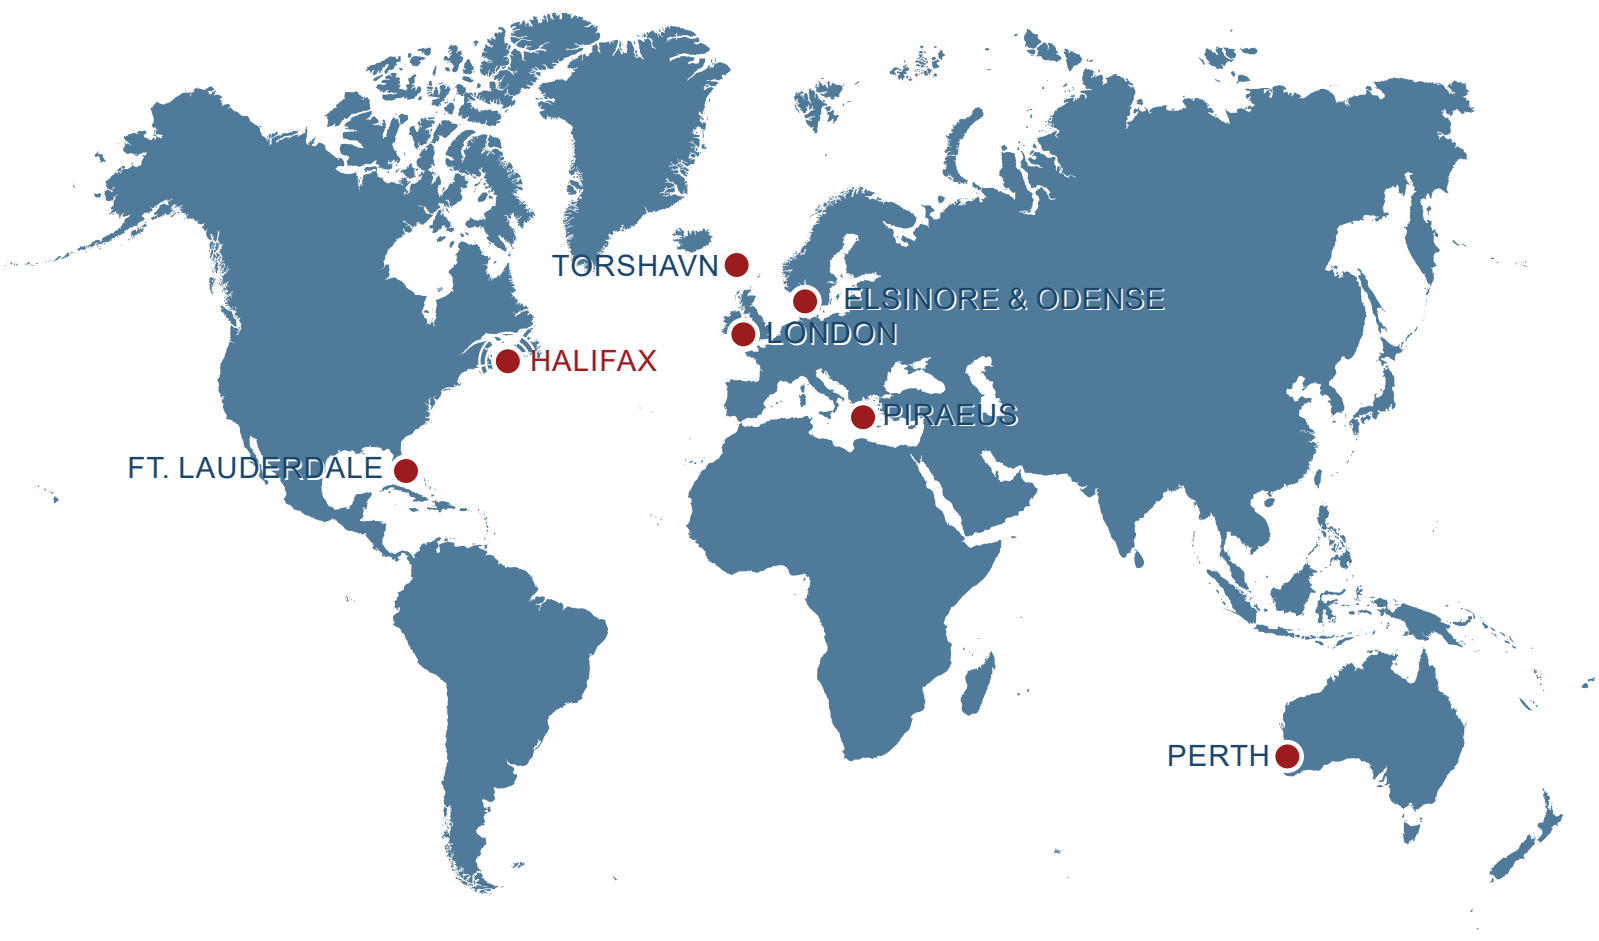 TORSHAVN
ELSINORE & ODENSE
LONDON
HALIFAX
PIRAEUS
FT. LAUDERDALE
PERTH